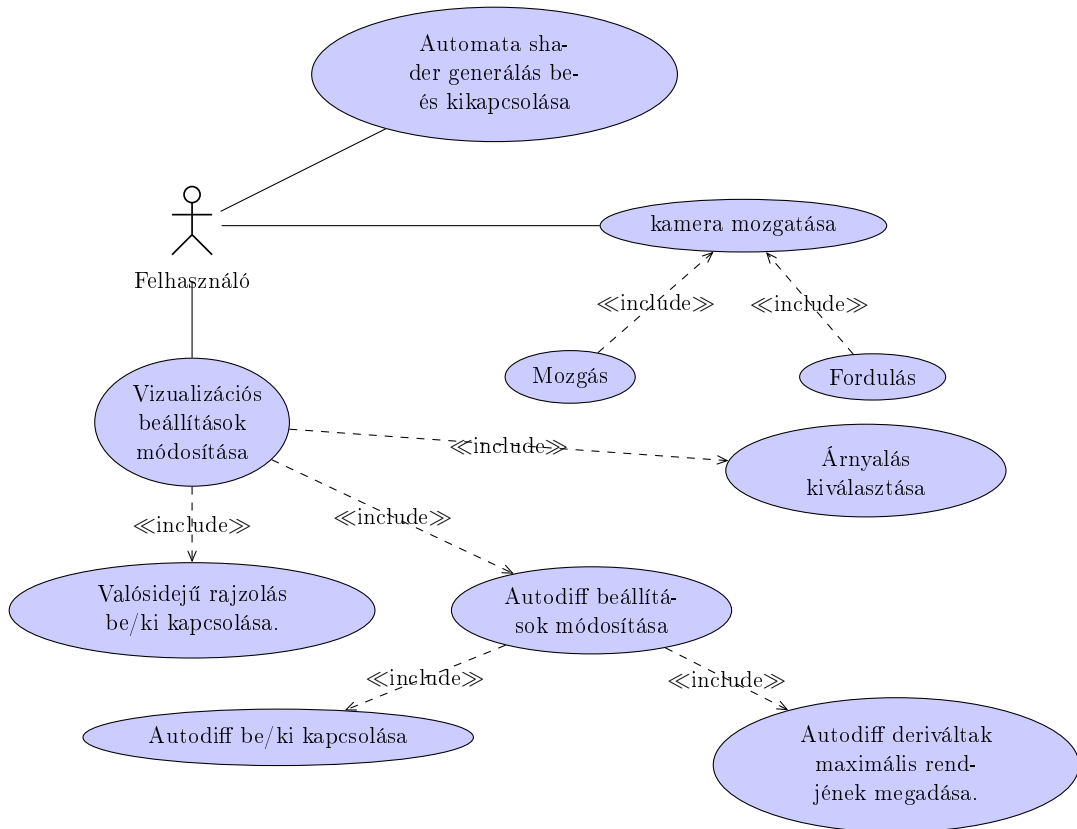 Automata sha-
der generálás be-
és kikapcsolása
kamera mozgatása
Felhasználó
≪include≫
≪include≫
Mozgás
Fordulás
Vizualizációs
beállítások
módosítása
≪include≫
Árnyalás
kiválasztása
≪include≫
≪include≫
Valósidejű rajzolás
be/ki kapcsolása.
Autodiff beállítá-
sok módosítása
≪include≫
≪include≫
Autodiff be/ki kapcsolása
Autodiff deriváltak
maximális rend-
jének megadása.